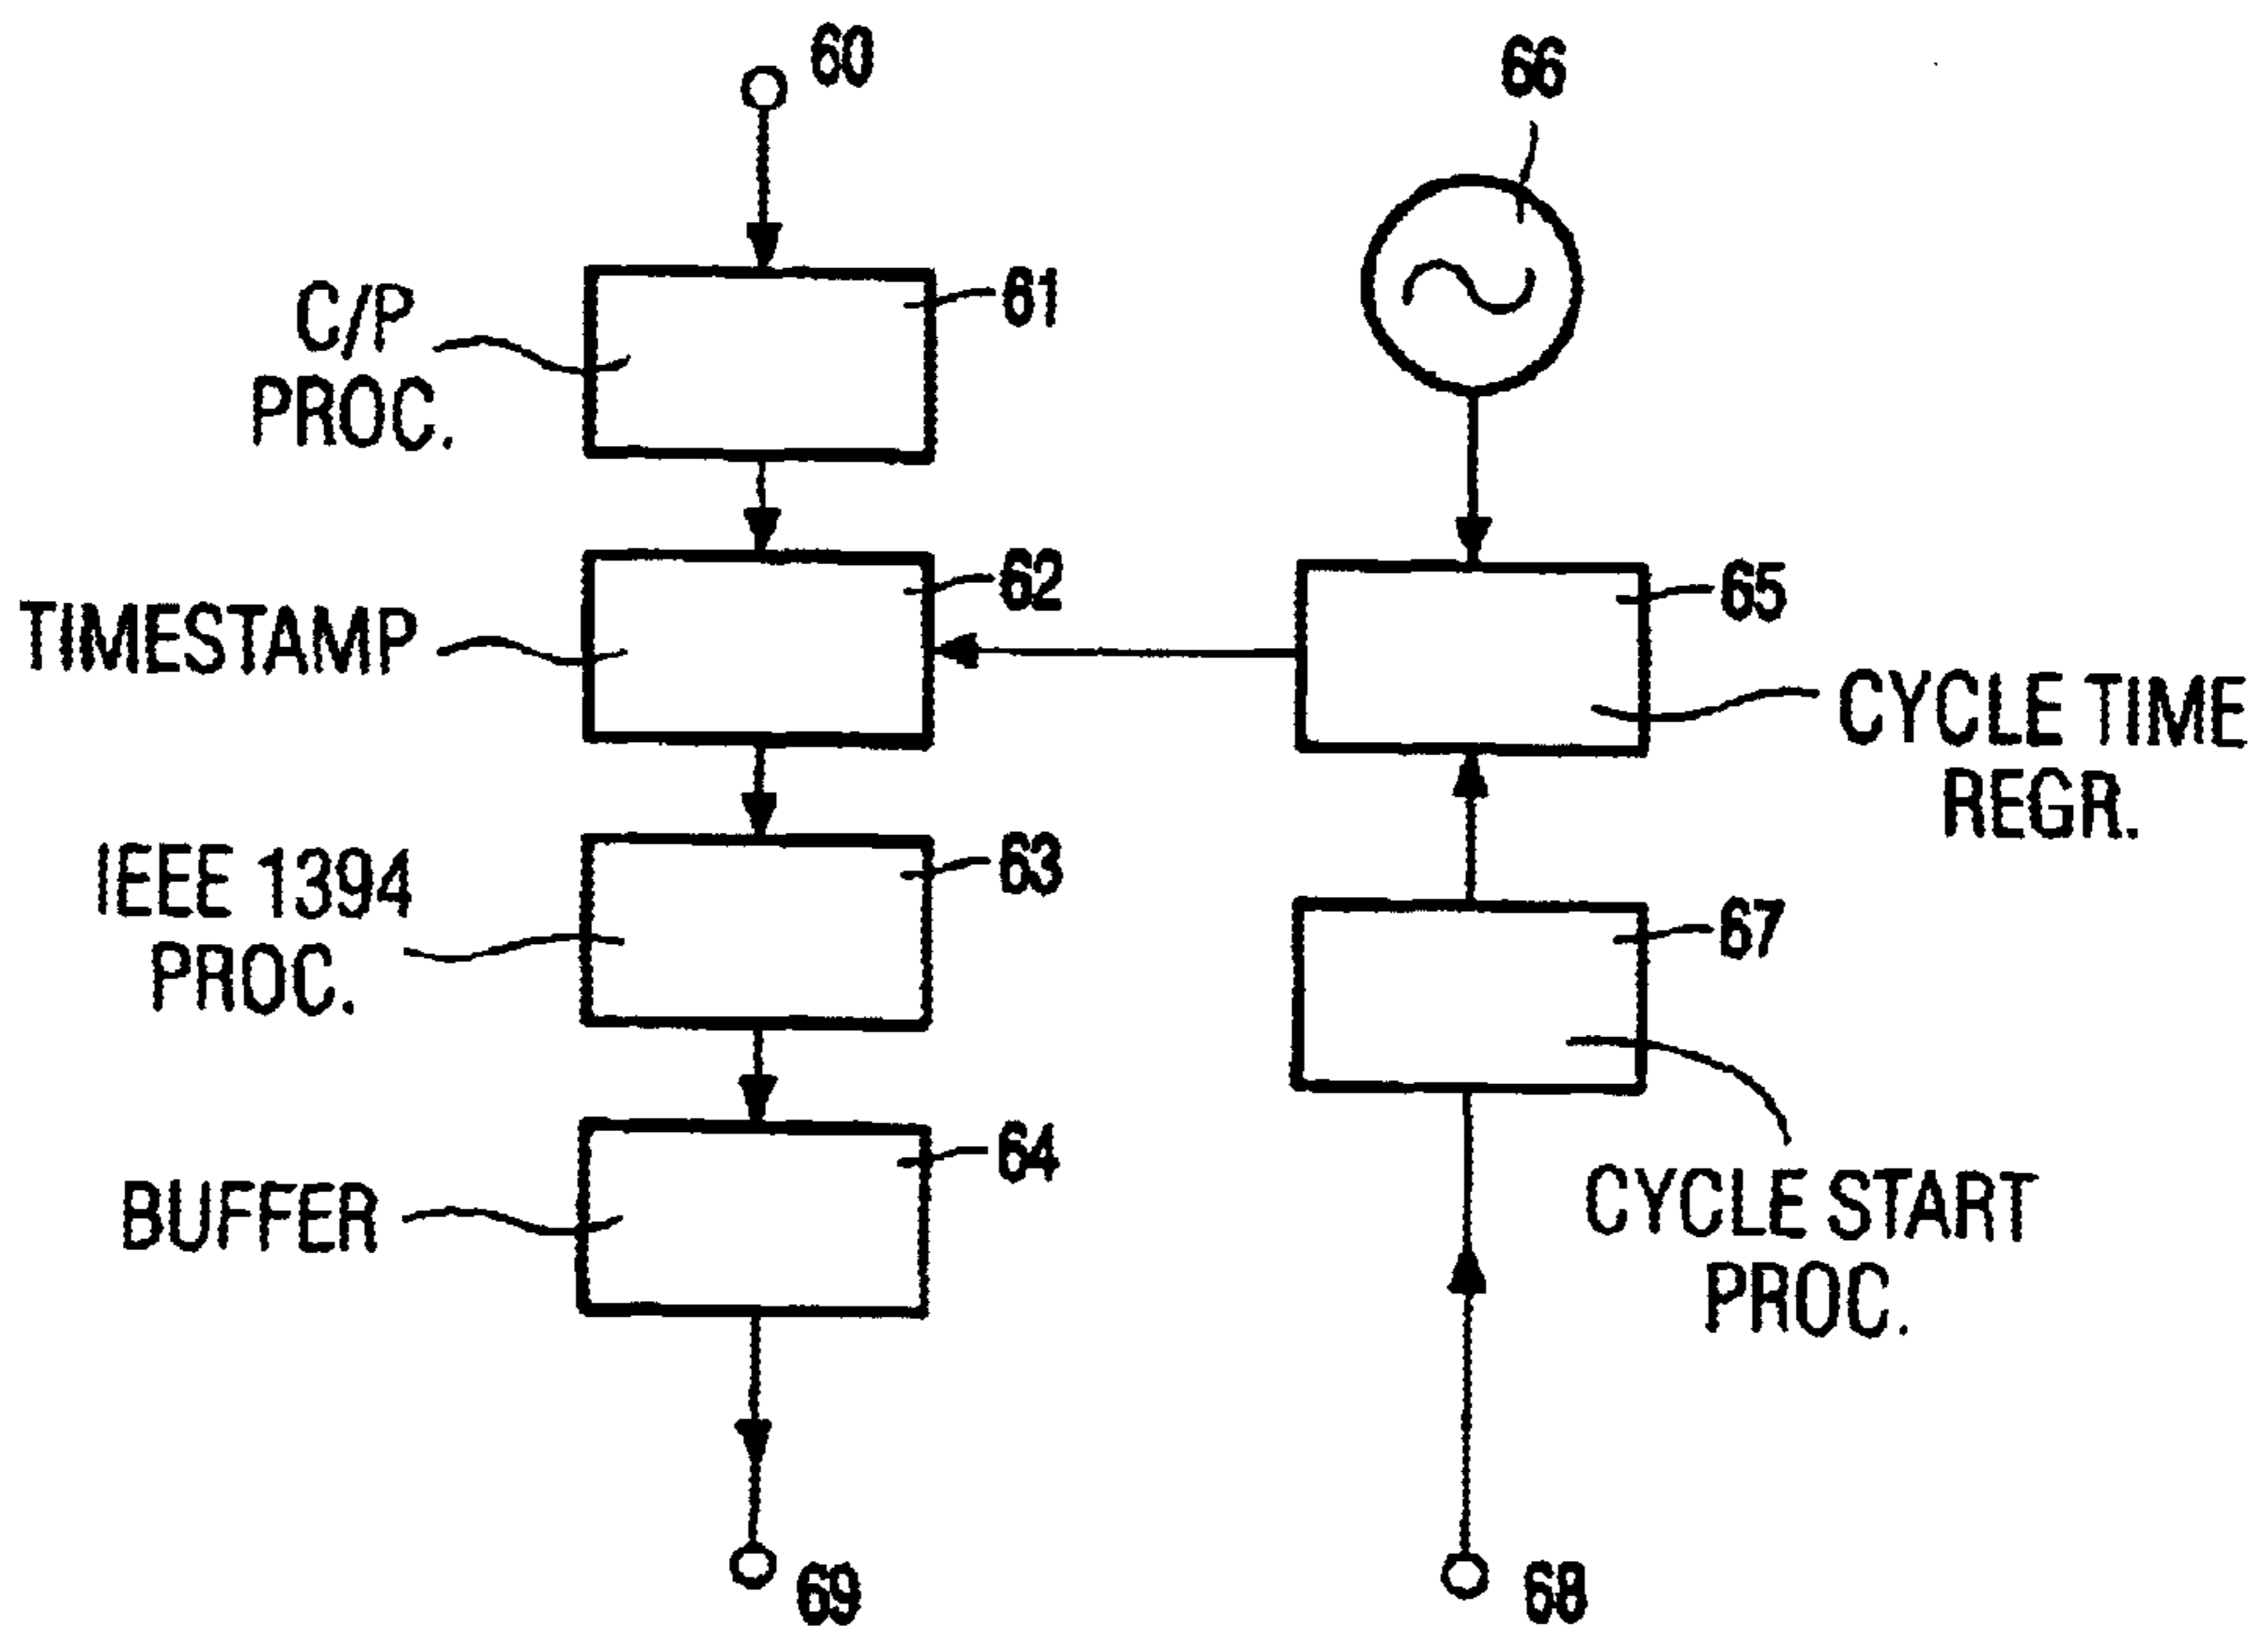 60
66
C/P
PROC.
61
TIMESTAMP
62
65
CYCLE TIME
REGR.
IEEE 1394
PROC.
63
67
BUFFER
64
CYCLE START
PROC.
69
68